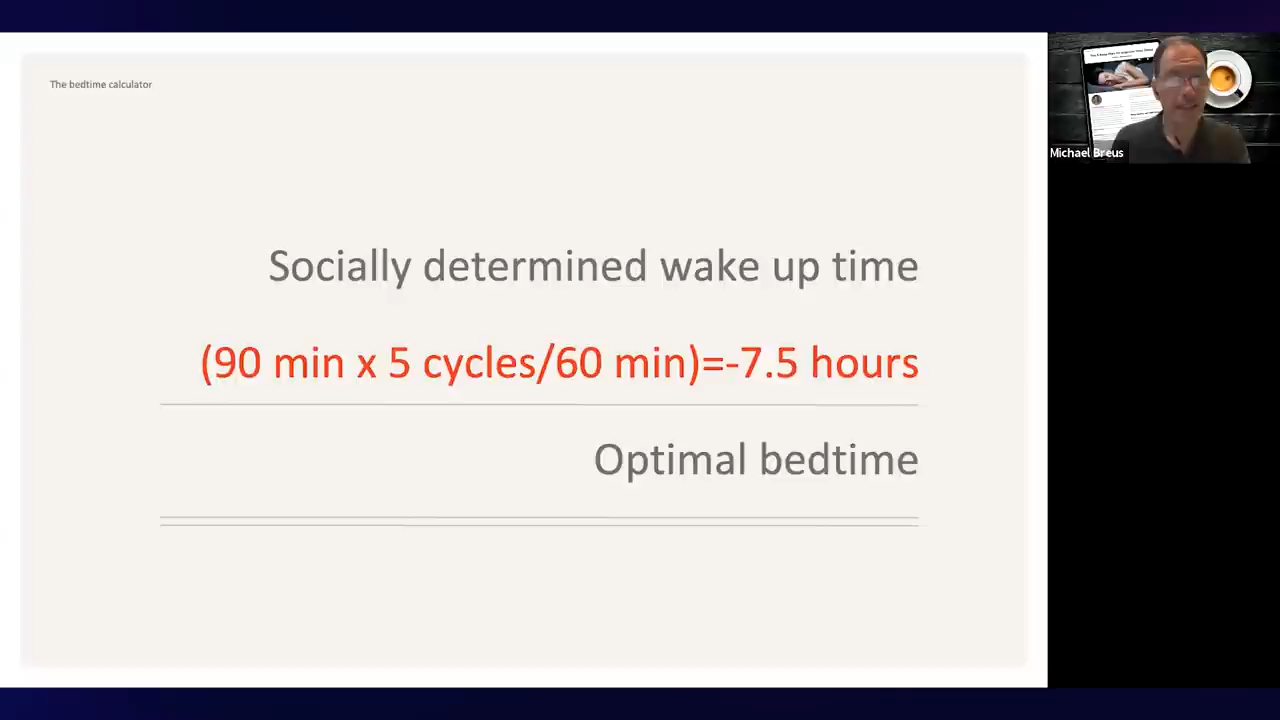 The bedtime calculator
Socially determined wake up time
(90 min x 5 cycles/60 min)=-7.5 hours
Optimal bedtime
Michael Breus